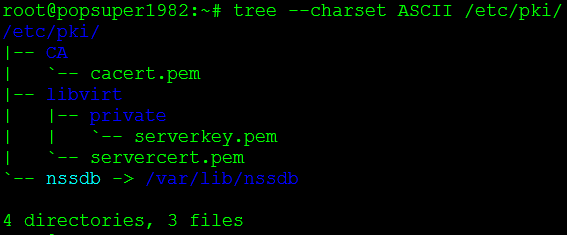 root@popsuper1982:~# tree --charset ASCII /etc/pki/
/etc/pki/
|-- CA
|   `-- cacert.pem
|-- libvirt
|   |-- private
|   |   `-- serverkey.pem
|   `-- servercert.pem
`-- nssdb -> /var/lib/nssdb

4 directories, 3 files